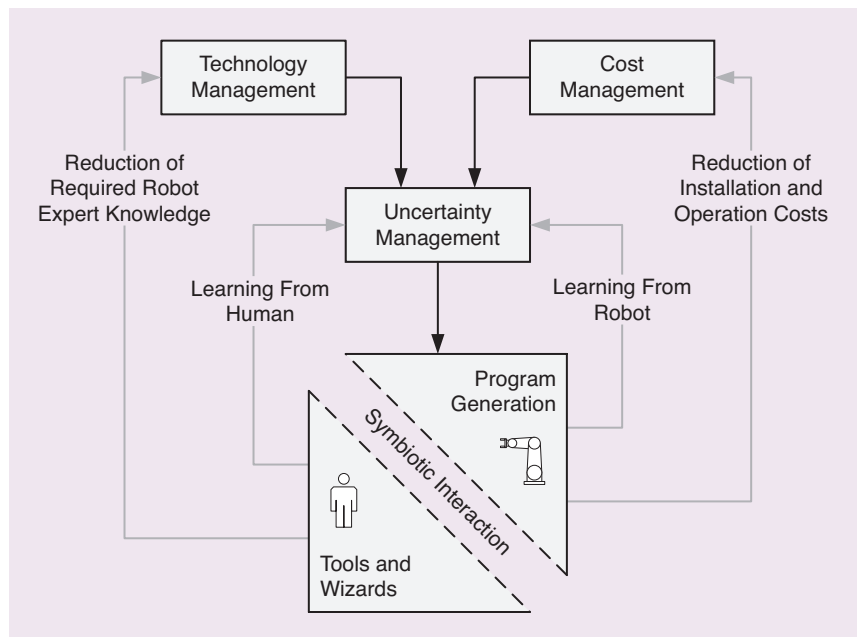 Technology
Management
Cost
Management
Reduction of
Required Robot
Expert Knowledge
Reduction of
Installation and
Operation Costs
Uncertainty
Management
Learning From
Human
Learning From
Robot
Program
Generation
Symbiotic Interaction
Tools and
Wizards